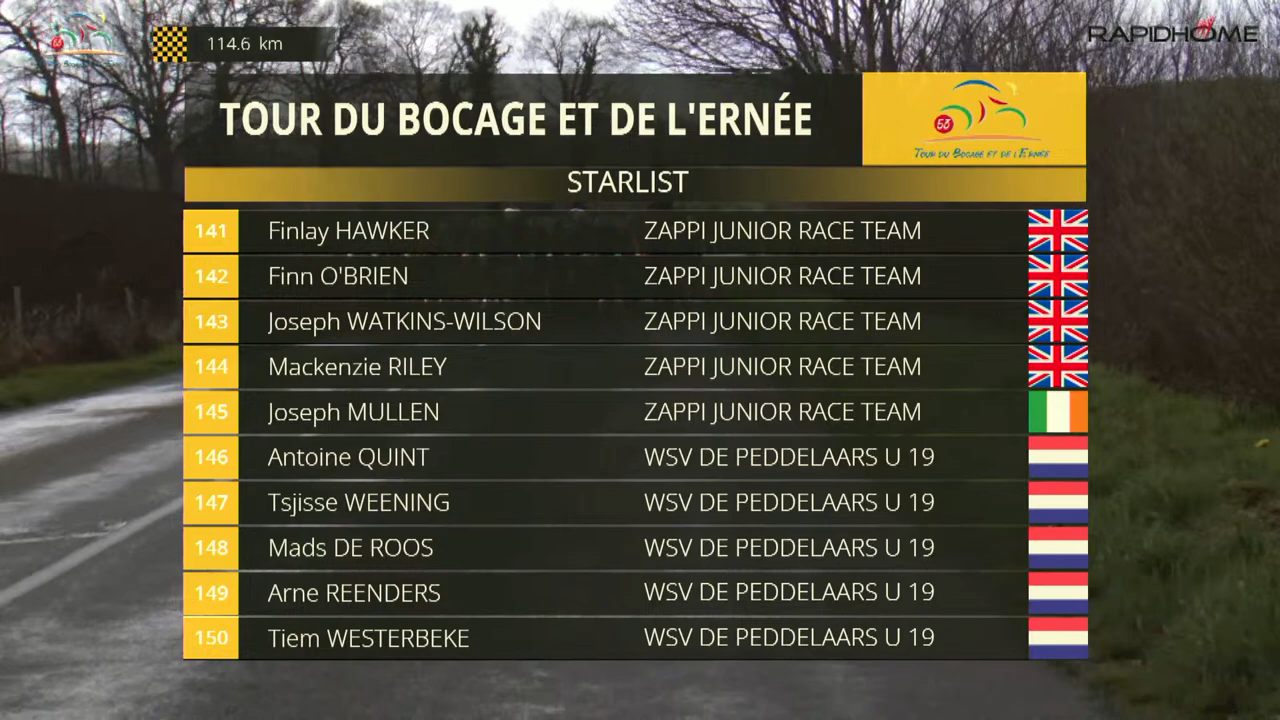 114.6 km
RAPIDHOME
TOUR DU BOCAGE ET DE L'ERNÉE
53
Tour du Bocage et de l'Ernée
STARLIST
141 Finlay HAWKER ZAPPI JUNIOR RACE TEAM
142 Finn O'BRIEN ZAPPI JUNIOR RACE TEAM
143 Joseph WATKINS-WILSON ZAPPI JUNIOR RACE TEAM
144 Mackenzie RILEY ZAPPI JUNIOR RACE TEAM
145 Joseph MULLEN ZAPPI JUNIOR RACE TEAM
146 Antoine QUINT WSV DE PEDDELAARS U 19
147 Tsjisse WEENING WSV DE PEDDELAARS U 19
148 Mads DE ROOS WSV DE PEDDELAARS U 19
149 Arne REENDERS WSV DE PEDDELAARS U 19
150 Tiem WESTERBEKE WSV DE PEDDELAARS U 19